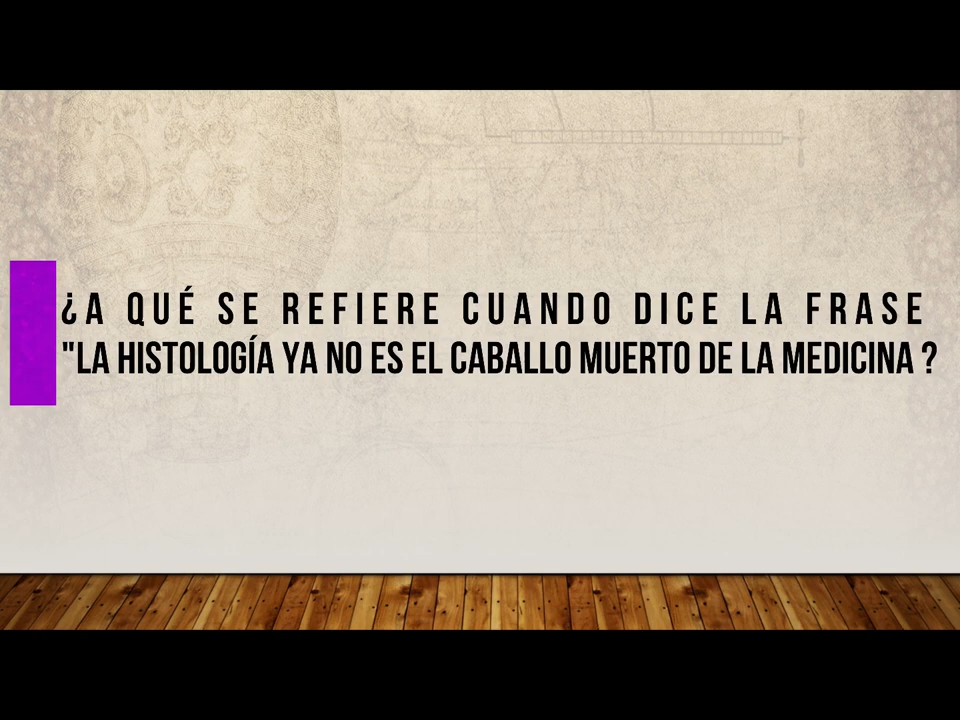 ¿A QUÉ SE REFIERE CUANDO DICE LA FRASE
"LA HISTOLOGÍA YA NO ES EL CABALLO MUERTO DE LA MEDICINA ?